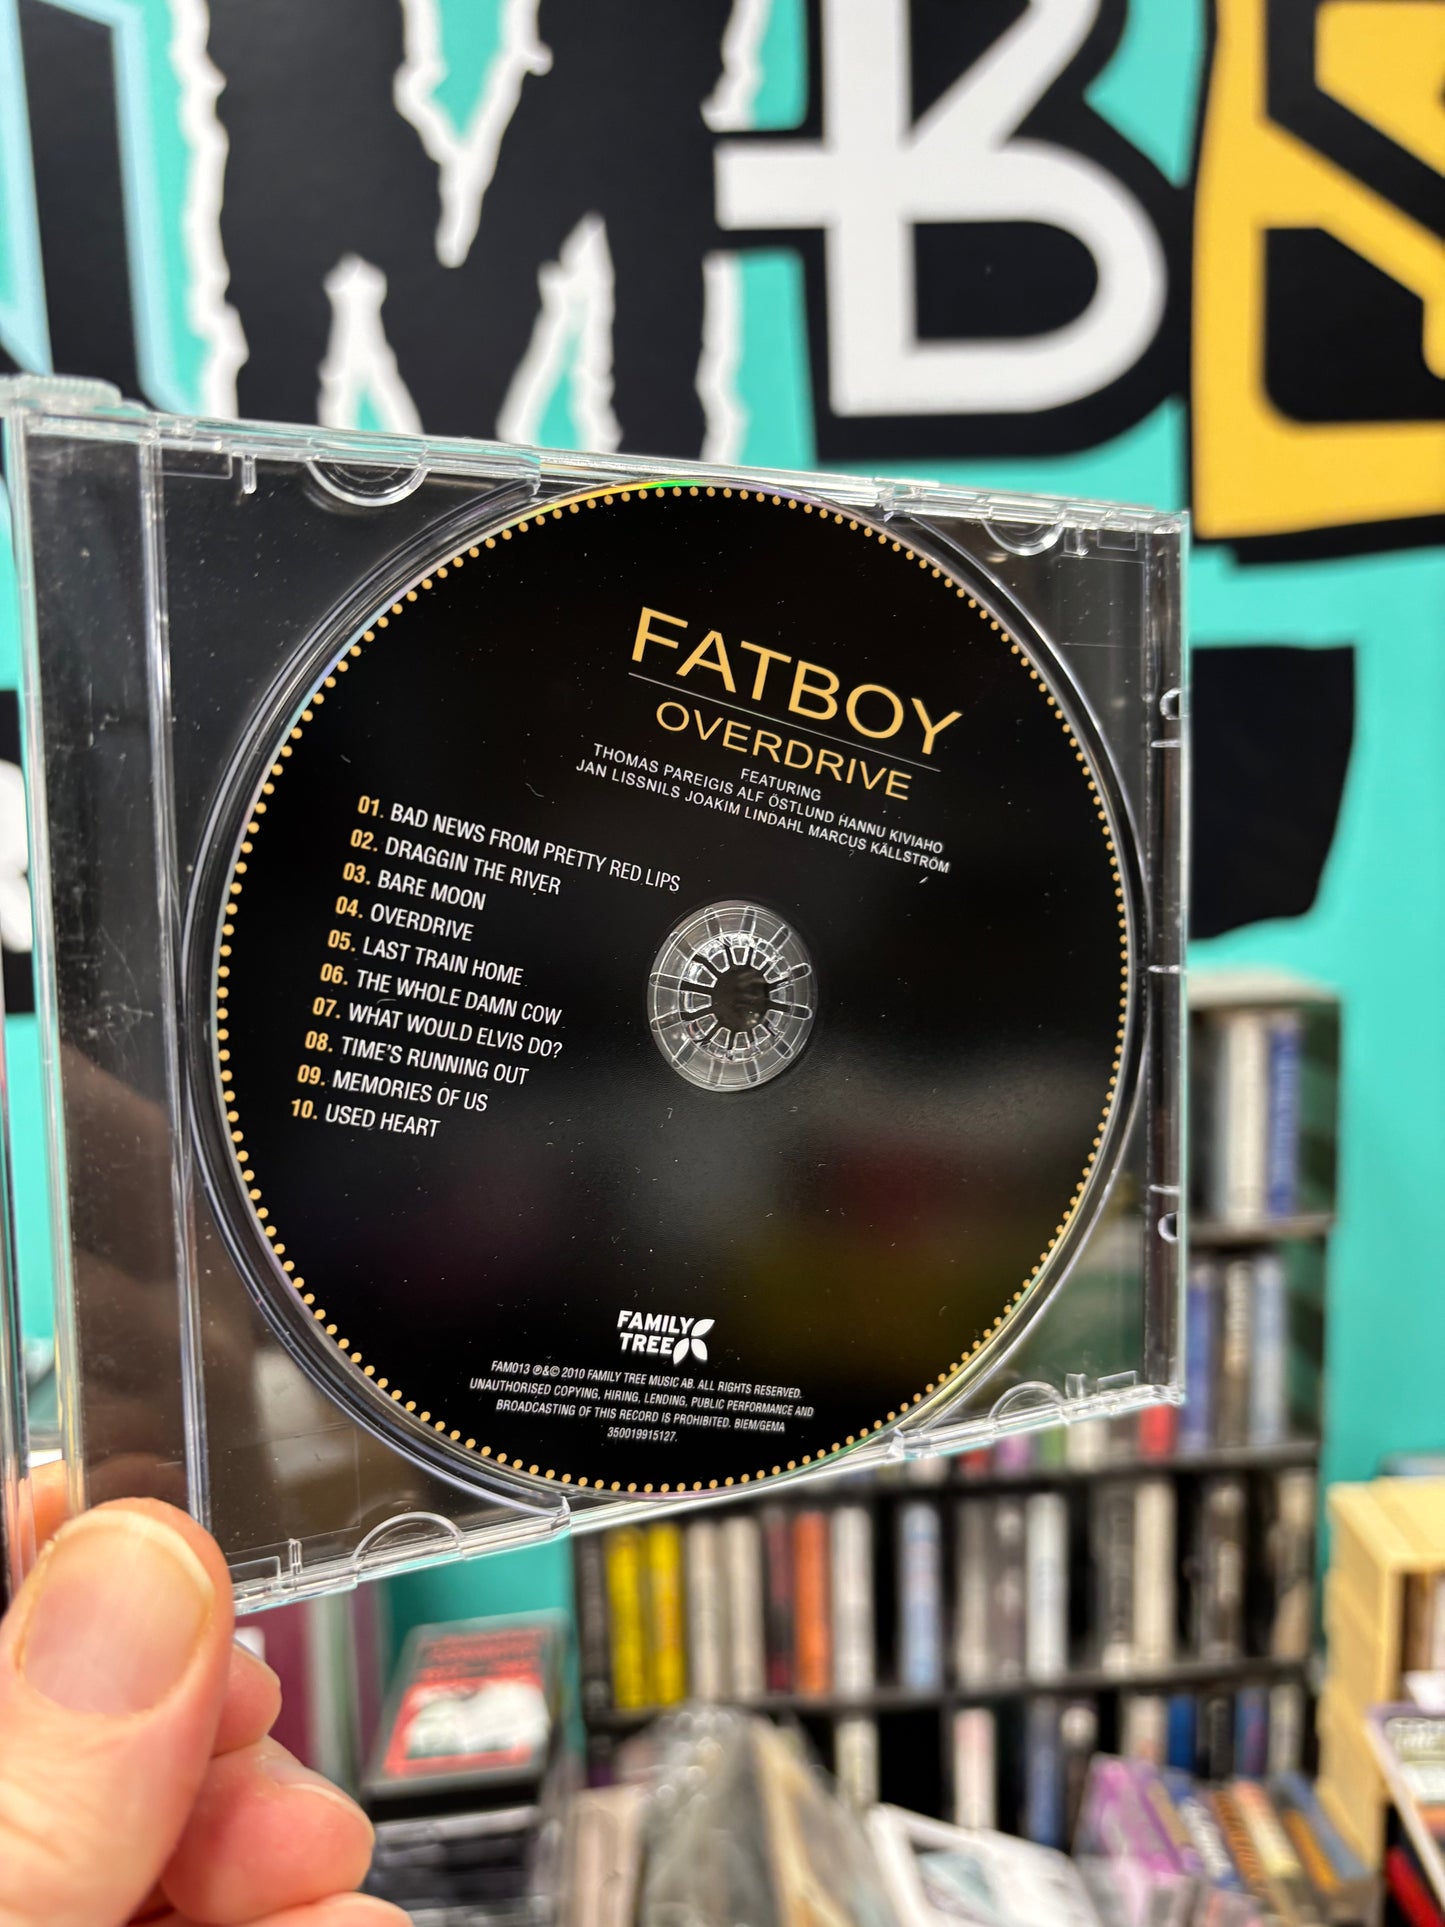 FATBOY
OVERDRIVE
FEATURING
THOMAS PAREIGIS ALF ÖSTLUND HANNU KIVIAHO
JAN LISSNILS JOAKIM LINDAHL MARCUS KÄLLSTRÖM
01. BAD NEWS FROM PRETTY RED LIPS
02. DRAGGIN THE RIVER
03. BARE MOON
04. OVERDRIVE
05. LAST TRAIN HOME
06. THE WHOLE DAMN COW
07. WHAT WOULD ELVIS DO?
08. TIME'S RUNNING OUT
09. MEMORIES OF US
10. USED HEART
FAMILY
TREE
FAM013 ℗&© 2010 FAMILY TREE MUSIC AB. ALL RIGHTS RESERVED.
UNAUTHORISED COPYING, HIRING, LENDING, PUBLIC PERFORMANCE AND
BROADCASTING OF THIS RECORD IS PROHIBITED. BIEM/GEMA
350019915127.